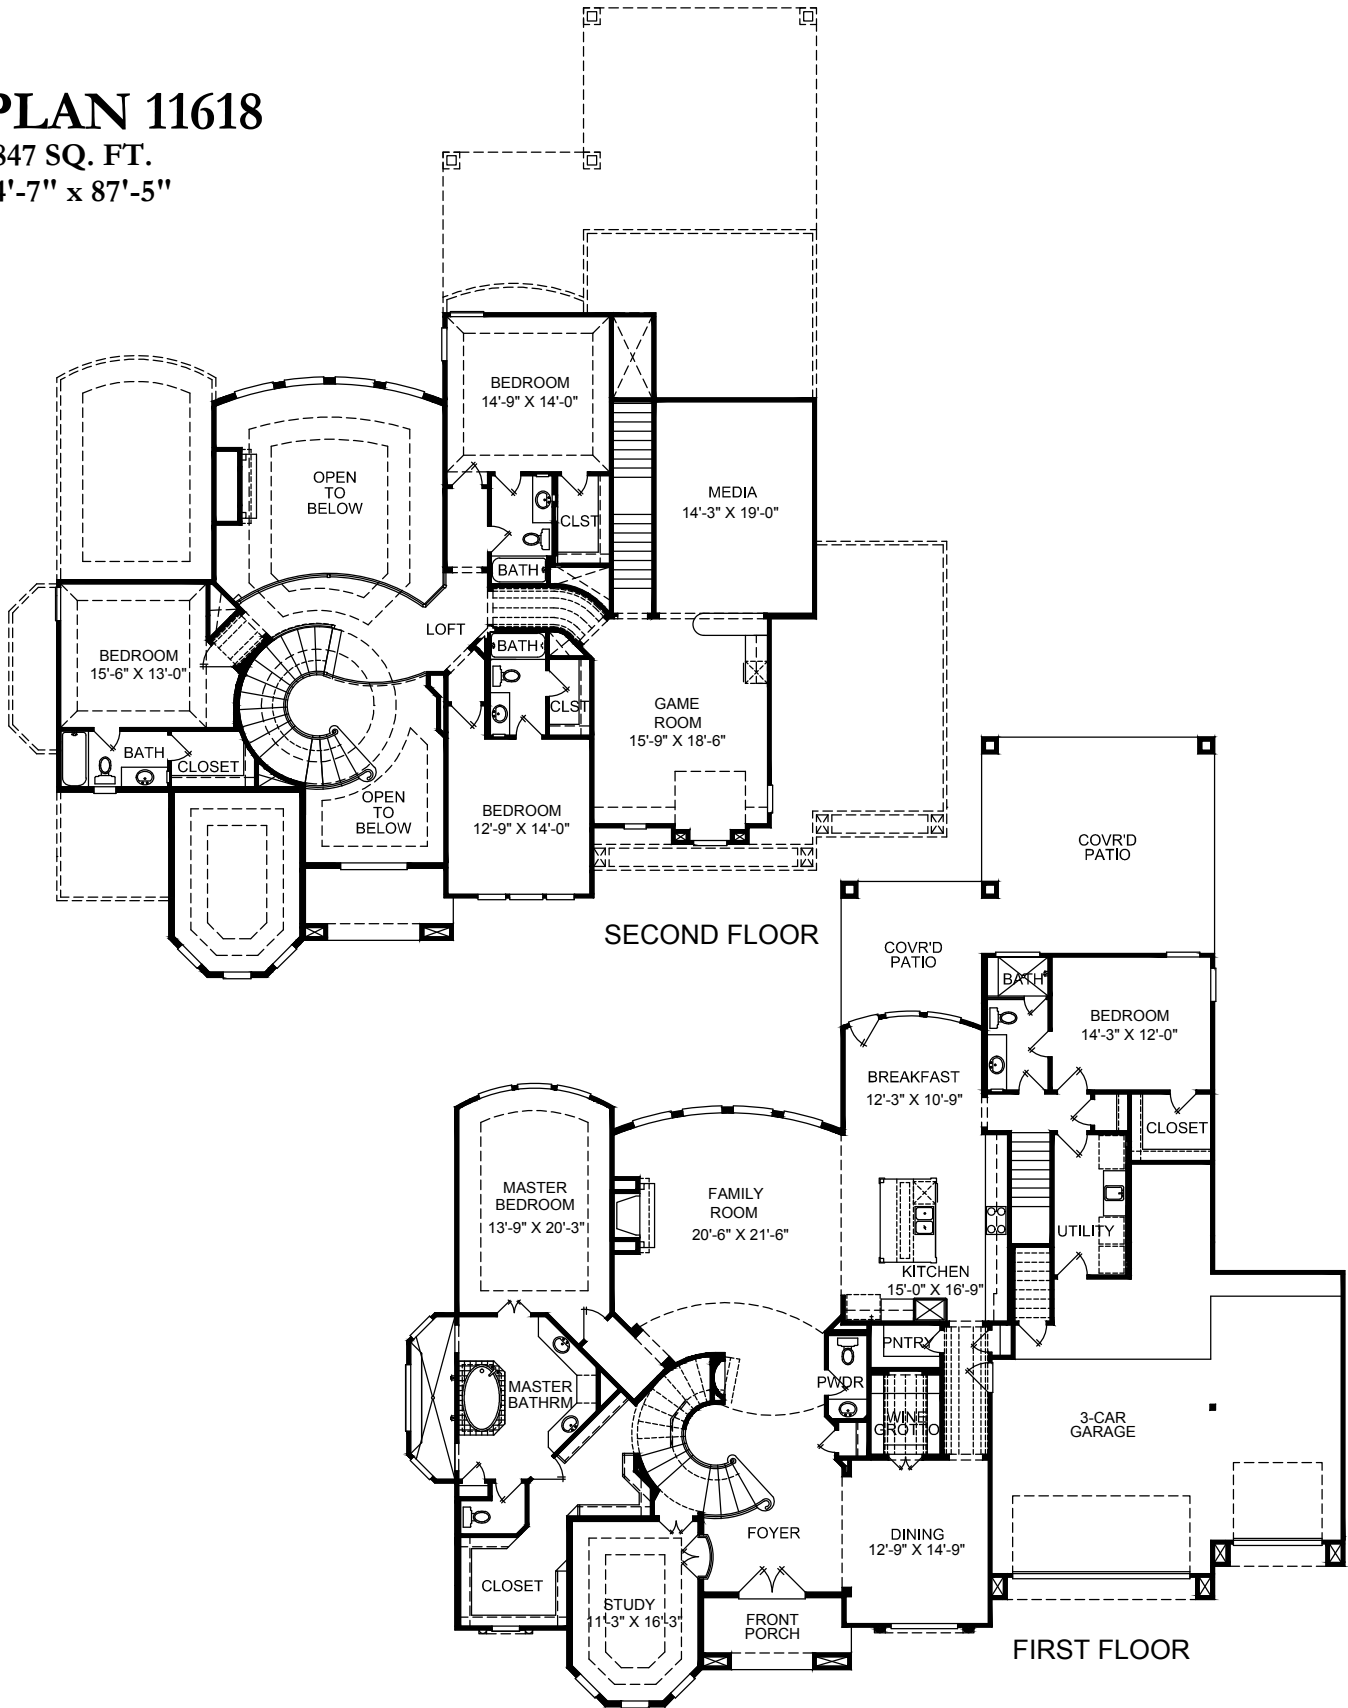 PLAN 11618
847 SQ. FT.
4'-7" x 87'-5"
BEDROOM
14'-9" X 14'-0"
OPEN
TO
BELOW
MEDIA
14'-3" X 19'-0"
CLST
BATH
LOFT
BATH
BEDROOM
15'-6" X 13'-0"
CLST
GAME
ROOM
15'-9" X 18'-6"
BATH
CLOSET
OPEN
TO
BELOW
BEDROOM
12'-9" X 14'-0"
SECOND FLOOR
COVR'D
PATIO
COVR'D
PATIO
BATH
BEDROOM
14'-3" X 12'-0"
BREAKFAST
12'-3" X 10'-9"
CLOSET
MASTER
BEDROOM
13'-9" X 20'-3"
FAMILY
ROOM
20'-6" X 21'-6"
UTILITY
KITCHEN
15'-0" X 16'-9"
PNTRY
PWDR
MASTER
BATHRM
WINE
GROTTO
3-CAR
GARAGE
FOYER
DINING
12'-9" X 14'-9"
CLOSET
STUDY
11'-3" X 16'-3"
FRONT
PORCH
FIRST FLOOR